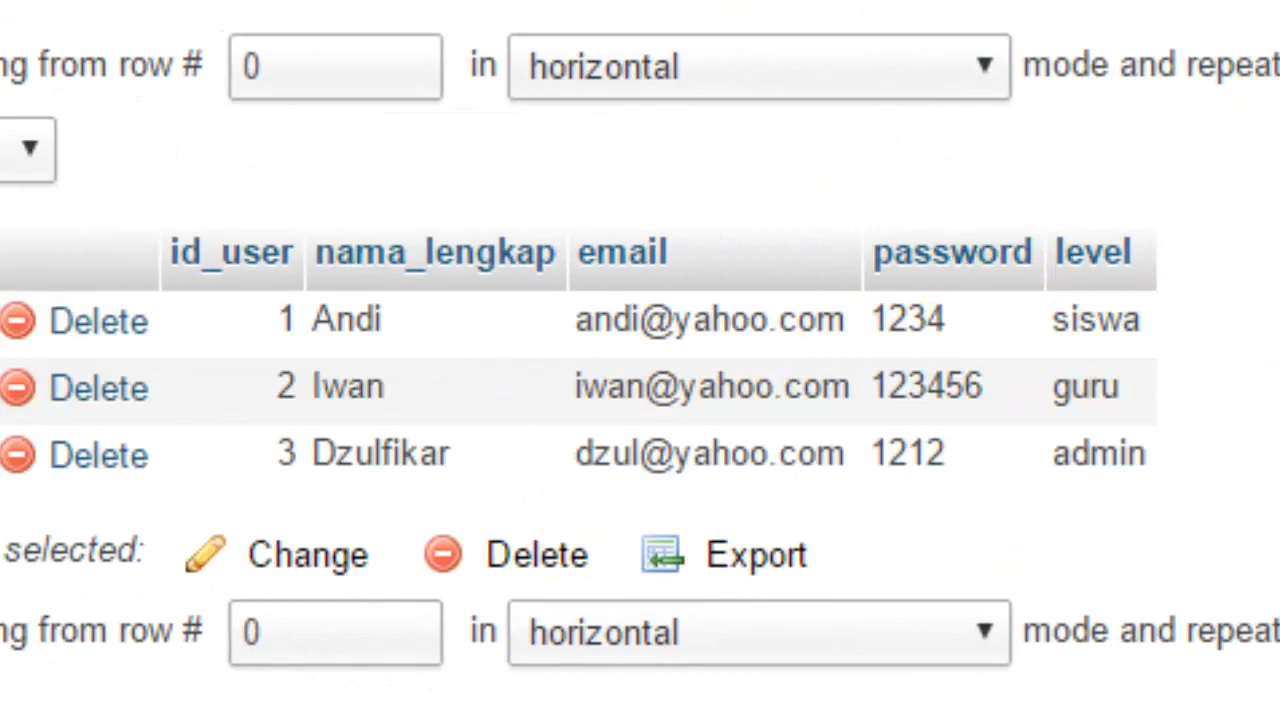 ng from row # 0 in horizontal mode and repeat
id_user nama_lengkap email password level
Delete 1 Andi andi@yahoo.com 1234 siswa
Delete 2 Iwan iwan@yahoo.com 123456 guru
Delete 3 Dzulfikar dzul@yahoo.com 1212 admin
selected: Change Delete Export
ng from row # 0 in horizontal mode and repeat